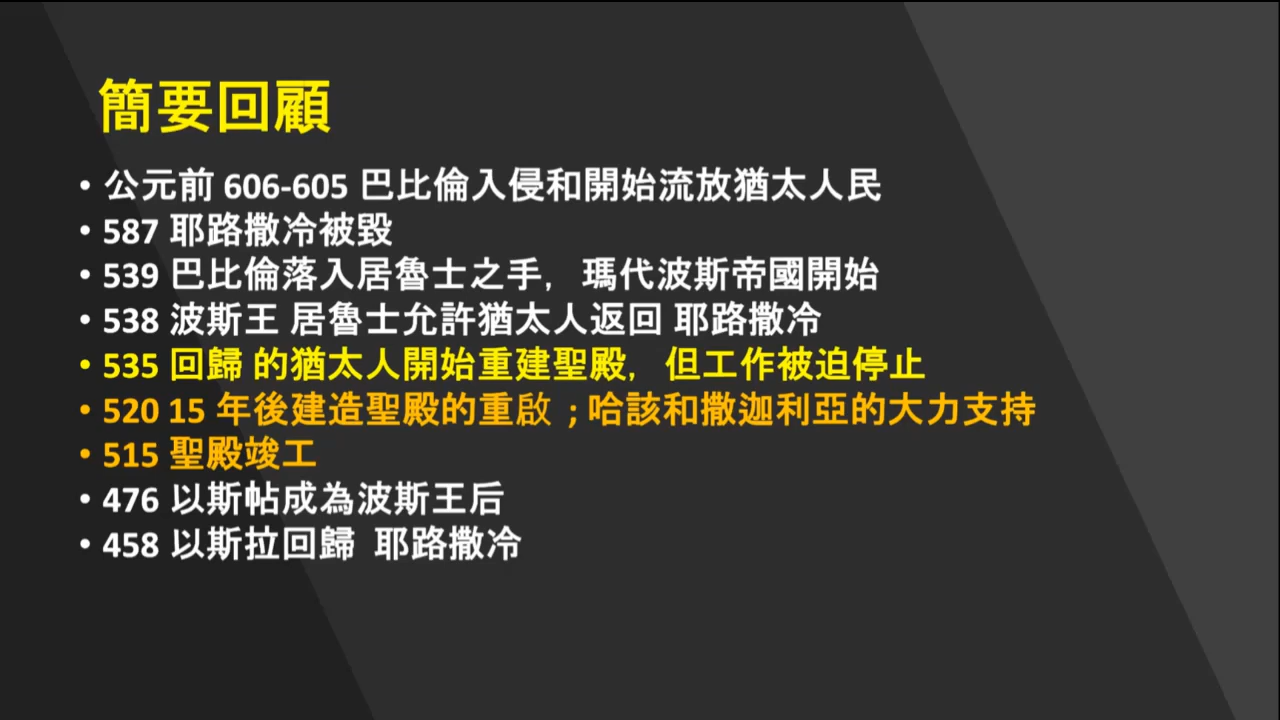 簡要回顧
• 公元前 606-605 巴比倫入侵和開始流放猶太人民
• 587 耶路撒冷被毀
• 539 巴比倫落入居魯士之手，瑪代波斯帝國開始
• 538 波斯王 居魯士允許猶太人返回 耶路撒冷
• 535 回歸 的猶太人開始重建聖殿，但工作被迫停止
• 520 15 年後建造聖殿的重啟 ; 哈該和撒迦利亞的大力支持
• 515 聖殿竣工
• 476 以斯帖成為波斯王后
• 458 以斯拉回歸 耶路撒冷